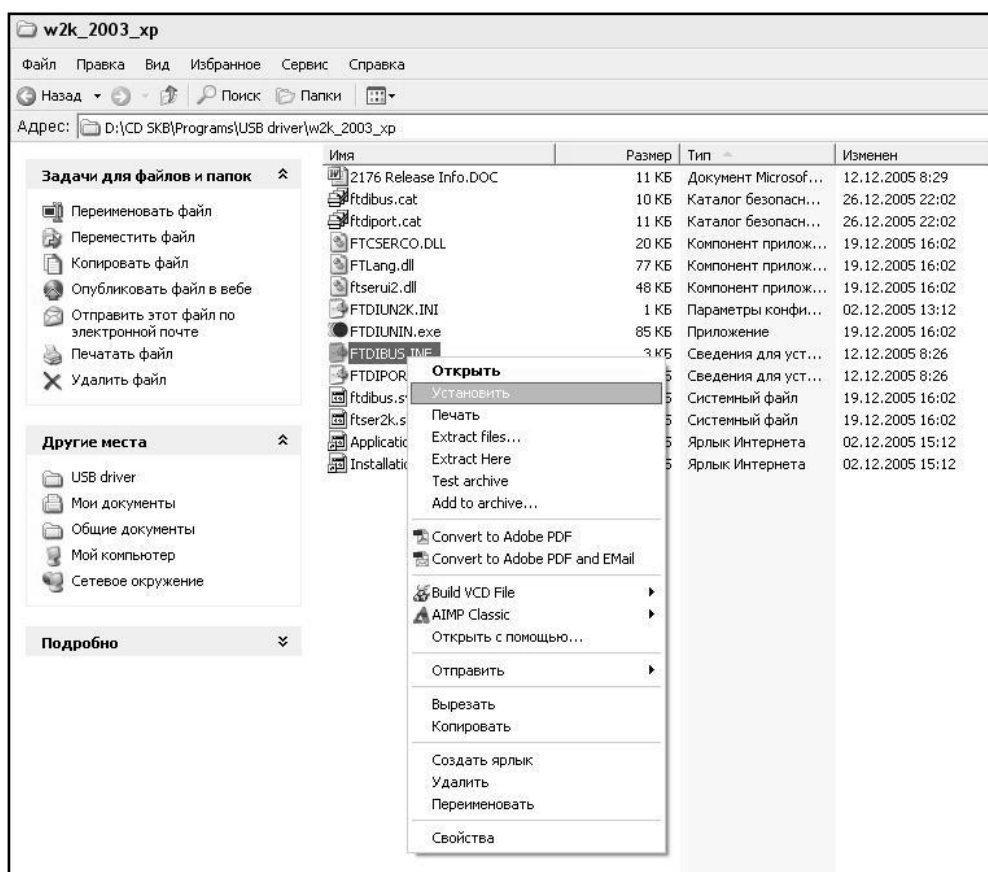 w2k_2003_xp
Файл Правка Вид Избранное Сервис Справка
Назад Поиск Папки
Адрес: D:\CD SKB\Programs\USB driver\w2k_2003_xp
Задачи для файлов и папок
Переименовать файл
Переместить файл
Копировать файл
Опубликовать файл в вебе
Отправить этот файл по
электронной почте
Печатать файл
Удалить файл
Другие места
USB driver
Мои документы
Общие документы
Мой компьютер
Сетевое окружение
Подробно
Имя Размер Тип Изменен
2176 Release Info.DOC 11 КБ Документ Microsof... 12.12.2005 8:29
ftdibus.cat 10 КБ Каталог безопасн... 26.12.2005 22:02
ftdiport.cat 11 КБ Каталог безопасн... 26.12.2005 22:02
FTCSERCO.DLL 20 КБ Компонент прилож... 19.12.2005 16:02
FTLang.dll 77 КБ Компонент прилож... 19.12.2005 16:02
ftserui2.dll 48 КБ Компонент прилож... 19.12.2005 16:02
FTDIUN2K.INI 1 КБ Параметры конфи... 02.12.2005 13:12
FTDIUNIN.exe 85 КБ Приложение 19.12.2005 16:02
FTDIBUS.INF 3 КБ Сведения для уст... 12.12.2005 8:26
FTDIPOR Б Сведения для уст... 12.12.2005 8:26
ftdibus.s Б Системный файл 19.12.2005 16:02
ftser2k.s Б Системный файл 19.12.2005 16:02
Applicatio Б Ярлык Интернета 02.12.2005 15:12
Installatio Б Ярлык Интернета 02.12.2005 15:12
Открыть
Установить
Печать
Extract files...
Extract Here
Test archive
Add to archive...
Convert to Adobe PDF
Convert to Adobe PDF and EMail
Build VCD File
AIMP Classic
Открыть с помощью...
Отправить
Вырезать
Копировать
Создать ярлык
Удалить
Переименовать
Свойства